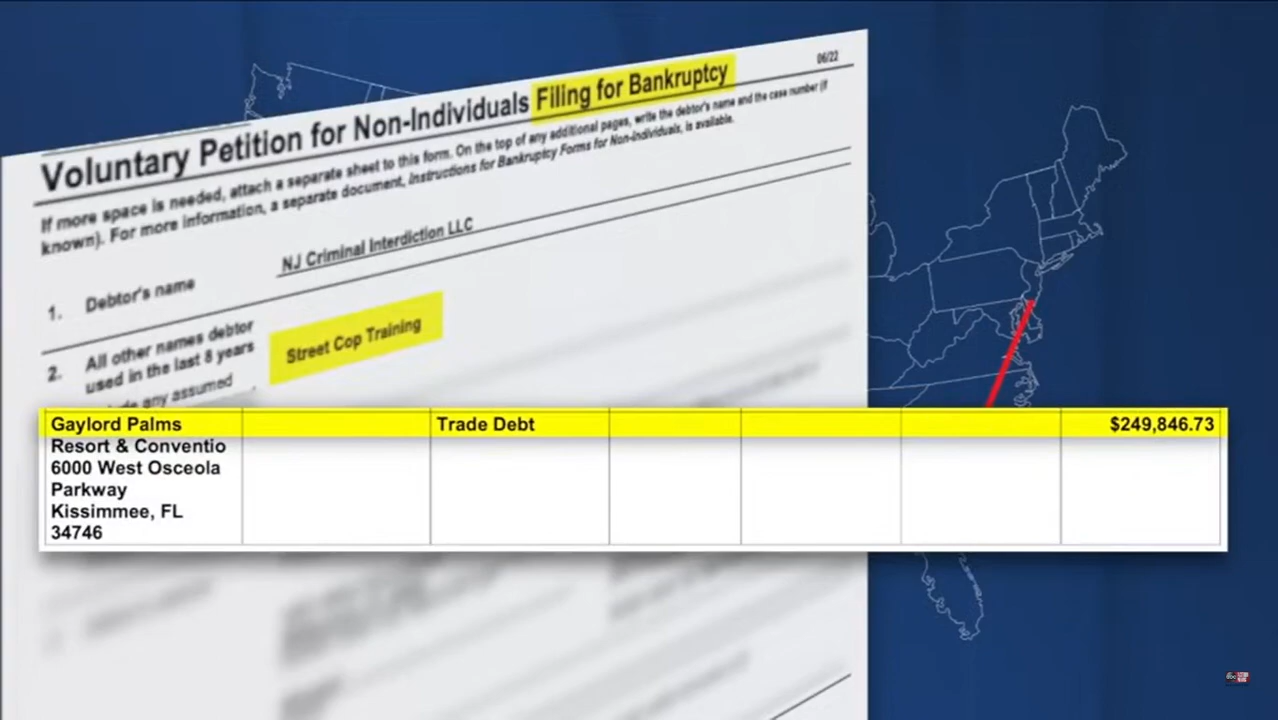 06/22
Voluntary Petition for Non-Individuals Filing for Bankruptcy
If more space is needed, attach a separate sheet to this form. On the top of any additional pages, write the debtor's name and the case number (if
known). For more information, a separate document, Instructions for Bankruptcy Forms for Non-Individuals, is available.
1. Debtor's name
NJ Criminal Interdiction LLC
2. All other names debtor
used in the last 8 years
any assumed
Street Cop Training
Gaylord Palms Trade Debt $249,846.73
Resort & Conventio
6000 West Osceola
Parkway
Kissimmee, FL
34746
abc